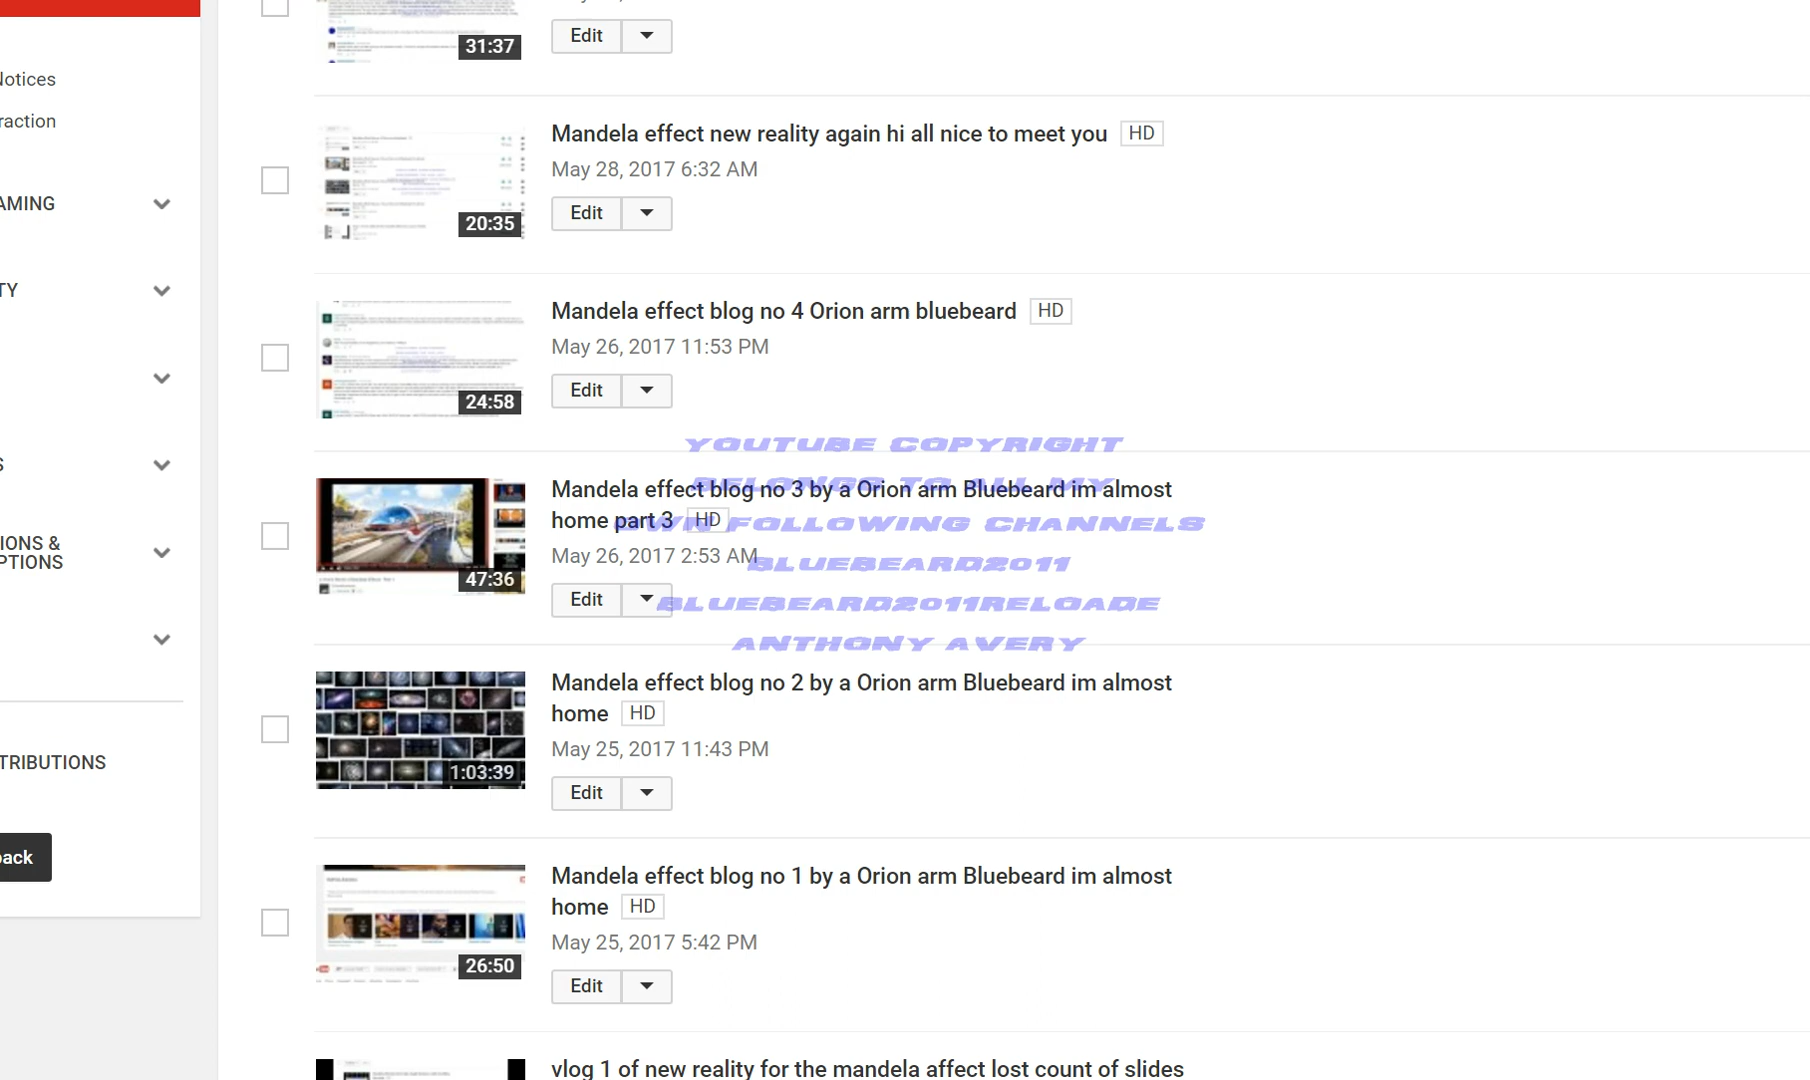 31:37
Edit
Notices
raction
AMING
TY
S
IONS &
PTIONS
TRIBUTIONS
back
Mandela effect new reality again hi all nice to meet you HD
May 28, 2017 6:32 AM
20:35
Edit
Mandela effect blog no 4 Orion arm bluebeard HD
May 26, 2017 11:53 PM
24:58
Edit
Mandela effect blog no 3 by a Orion arm Bluebeard im almost
home part 3 HD
May 26, 2017 2:53 AM
47:36
Edit
YOUTUBE COPYRIGHT
BELONGS TO ALL MY
OWN FOLLOWING CHANNELS
BLUEBEARD2011
BLUEBEARD2011RELOADE
ANTHONY AVERY
Mandela effect blog no 2 by a Orion arm Bluebeard im almost
home HD
May 25, 2017 11:43 PM
1:03:39
Edit
Mandela effect blog no 1 by a Orion arm Bluebeard im almost
home HD
May 25, 2017 5:42 PM
26:50
Edit
vlog 1 of new reality for the mandela affect lost count of slides